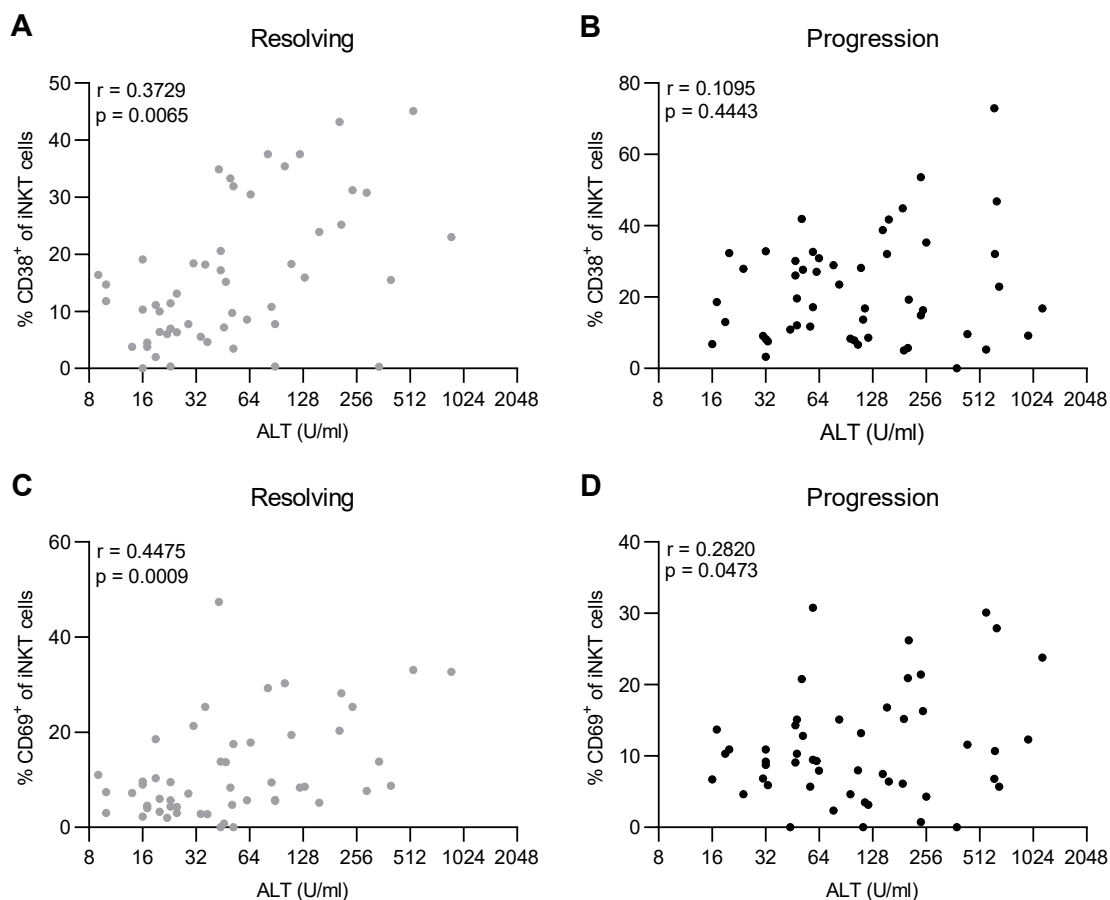 A
Resolving
r = 0.3729
p = 0.0065
50
40
30
20
10
0
% CD38+ of iNKT cells
8 16 32 64 128 256 512 1024 2048
ALT (U/ml)
B
Progression
r = 0.1095
p = 0.4443
80
60
40
20
0
% CD38+ of iNKT cells
8 16 32 64 128 256 512 1024 2048
ALT (U/ml)
C
Resolving
r = 0.4475
p = 0.0009
60
40
20
0
% CD69+ of iNKT cells
8 16 32 64 128 256 512 1024 2048
ALT (U/ml)
D
Progression
r = 0.2820
p = 0.0473
40
30
20
10
0
% CD69+ of iNKT cells
8 16 32 64 128 256 512 1024 2048
ALT (U/ml)